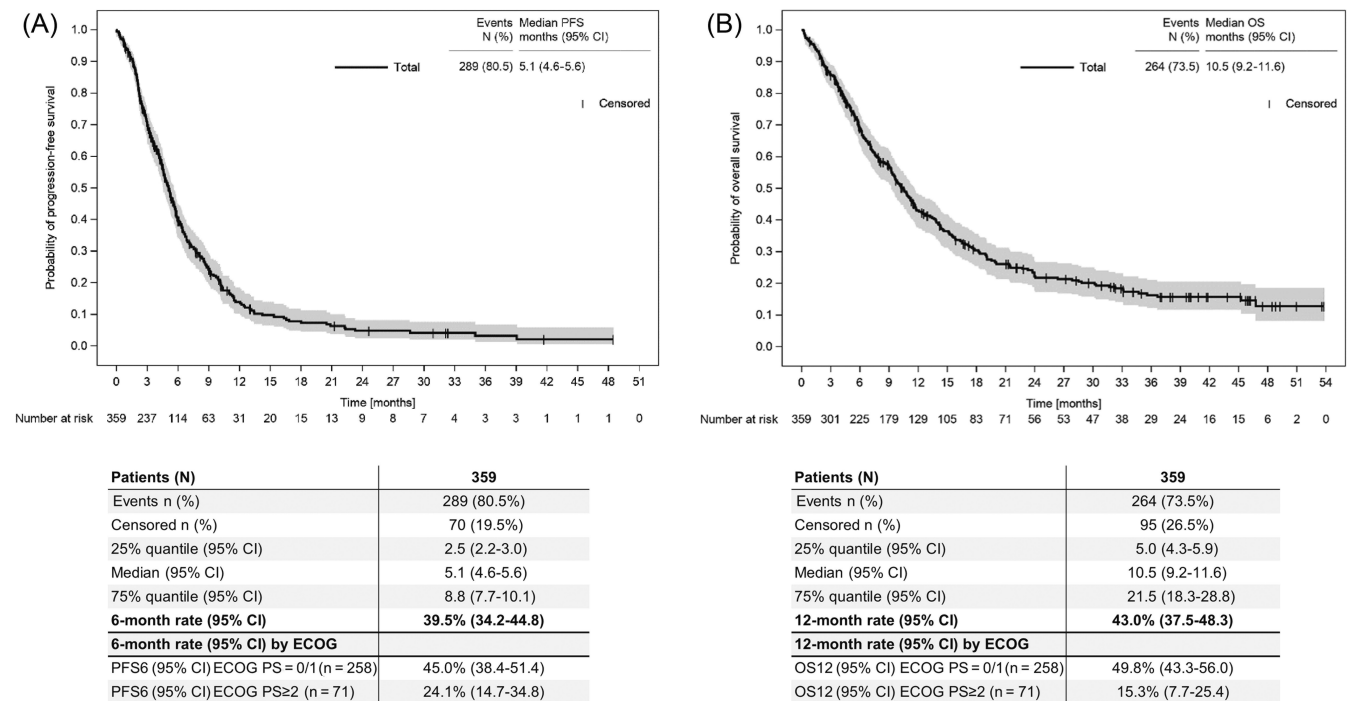 (A)
Events Median PFS
N (%) months (95% CI)
Total 289 (80.5) 5.1 (4.6-5.6)
Censored
Probability of progression-free survival
1.0
0.9
0.8
0.7
0.6
0.5
0.4
0.3
0.2
0.1
0.0
0 3 6 9 12 15 18 21 24 27 30 33 36 39 42 45 48 51
Time [months]
Number at risk 359 237 114 63 31 20 15 13 9 8 7 4 3 3 1 1 1 0
Patients (N) 359
Events n (%) 289 (80.5%)
Censored n (%) 70 (19.5%)
25% quantile (95% CI) 2.5 (2.2-3.0)
Median (95% CI) 5.1 (4.6-5.6)
75% quantile (95% CI) 8.8 (7.7-10.1)
6-month rate (95% CI) 39.5% (34.2-44.8)
6-month rate (95% CI) by ECOG
PFS6 (95% CI) ECOG PS = 0/1 (n = 258) 45.0% (38.4-51.4)
PFS6 (95% CI) ECOG PS≥2 (n = 71) 24.1% (14.7-34.8)
(B)
Events Median OS
N (%) months (95% CI)
Total 264 (73.5) 10.5 (9.2-11.6)
Censored
Probability of overall survival
1.0
0.9
0.8
0.7
0.6
0.5
0.4
0.3
0.2
0.1
0.0
0 3 6 9 12 15 18 21 24 27 30 33 36 39 42 45 48 51 54
Time [months]
Number at risk 359 301 225 179 129 105 83 71 56 53 47 38 29 24 16 15 6 2 0
Patients (N) 359
Events n (%) 264 (73.5%)
Censored n (%) 95 (26.5%)
25% quantile (95% CI) 5.0 (4.3-5.9)
Median (95% CI) 10.5 (9.2-11.6)
75% quantile (95% CI) 21.5 (18.3-28.8)
12-month rate (95% CI) 43.0% (37.5-48.3)
12-month rate (95% CI) by ECOG
OS12 (95% CI) ECOG PS = 0/1 (n = 258) 49.8% (43.3-56.0)
OS12 (95% CI) ECOG PS≥2 (n = 71) 15.3% (7.7-25.4)